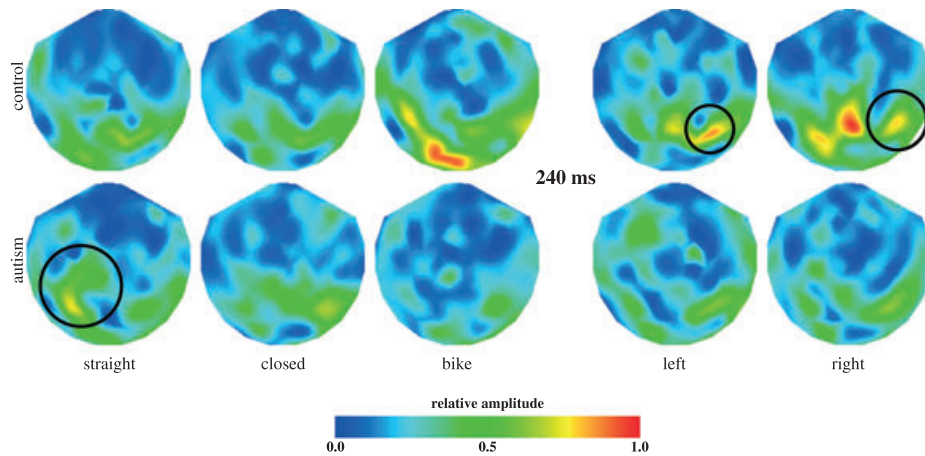 control
240 ms
autism
straight closed bike left right
relative amplitude
0.0 0.5 1.0